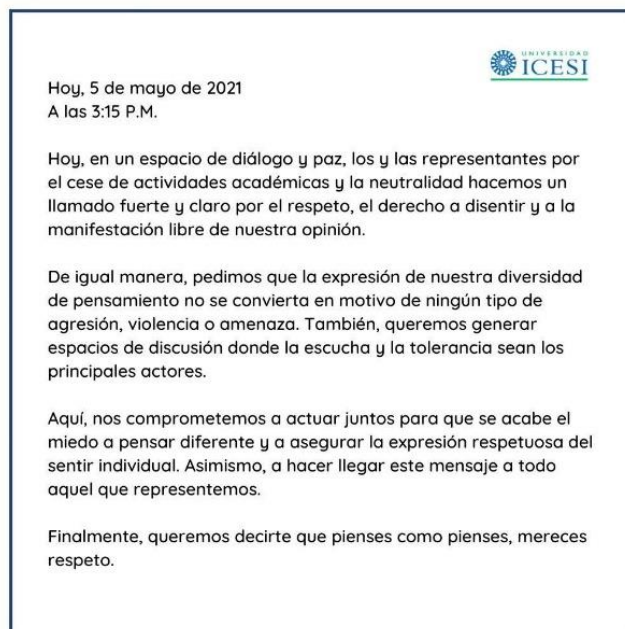 UNIVERSIDAD
ICESI
Hoy, 5 de mayo de 2021
A las 3:15 P.M.
Hoy, en un espacio de diálogo y paz, los y las representantes por
el cese de actividades académicas y la neutralidad hacemos un
llamado fuerte y claro por el respeto, el derecho a disentir y a la
manifestación libre de nuestra opinión.
De igual manera, pedimos que la expresión de nuestra diversidad
de pensamiento no se convierta en motivo de ningún tipo de
agresión, violencia o amenaza. También, queremos generar
espacios de discusión donde la escucha y la tolerancia sean los
principales actores.
Aquí, nos comprometemos a actuar juntos para que se acabe el
miedo a pensar diferente y a asegurar la expresión respetuosa del
sentir individual. Asimismo, a hacer llegar este mensaje a todo
aquel que representemos.
Finalmente, queremos decirte que pienses como pienses, mereces
respeto.